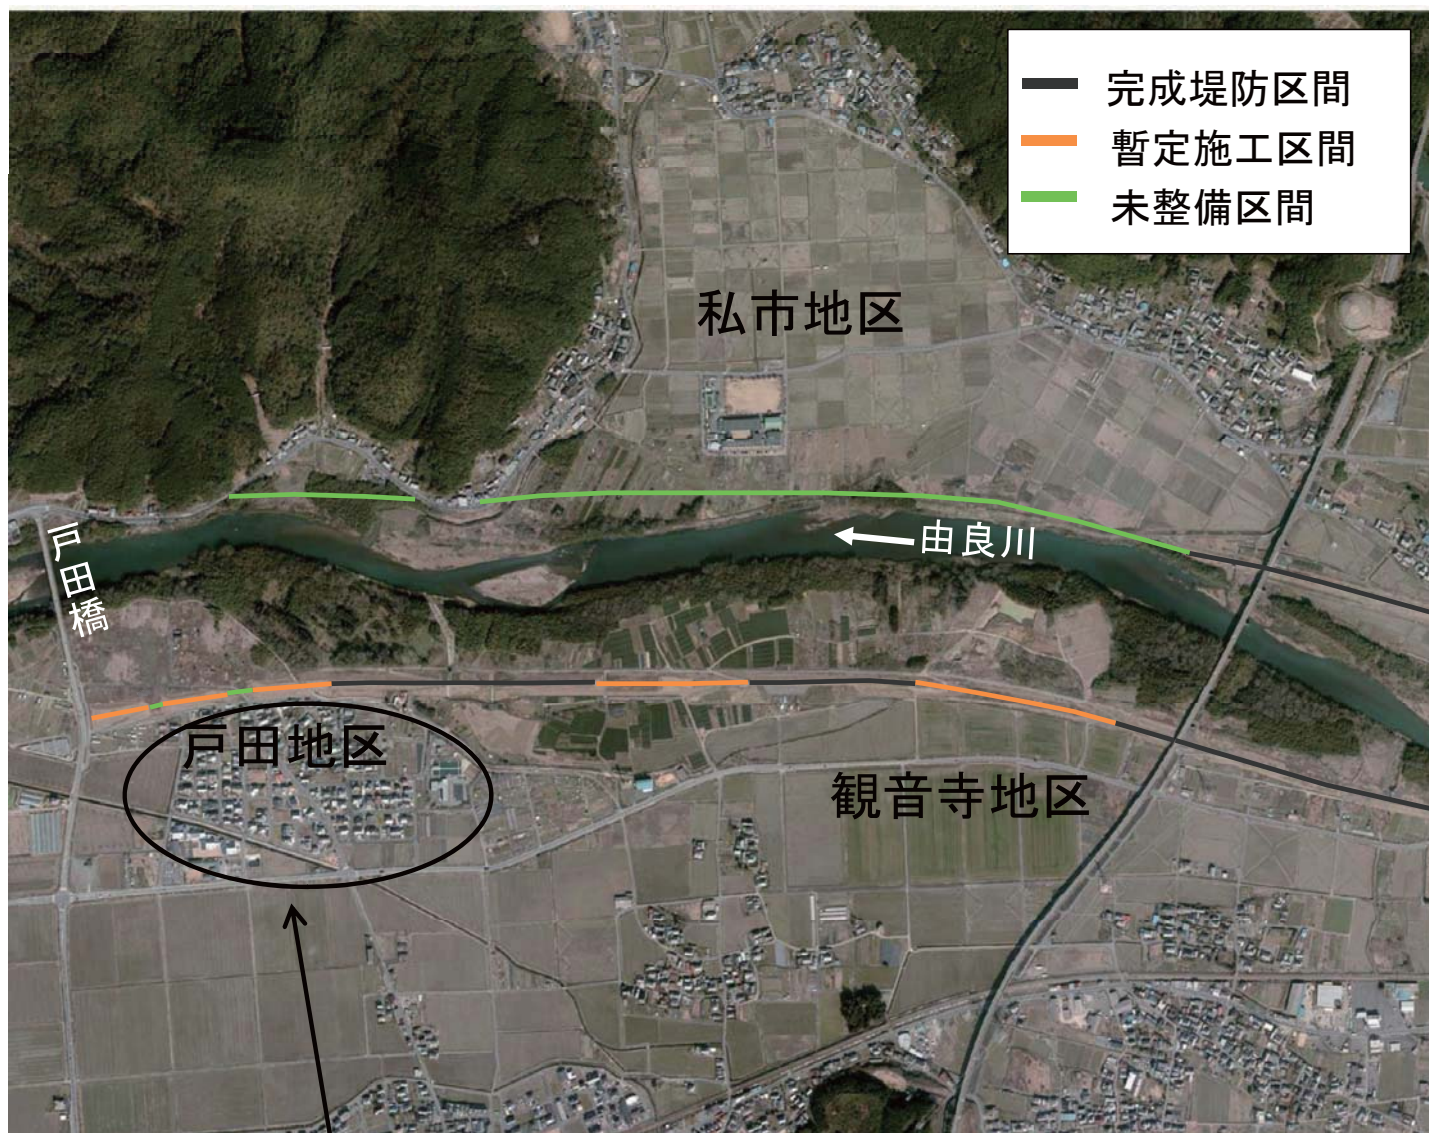 完成堤防区間
暫定施工区間
未整備区間
私市地区
由良川
戸田橋
戸田地区
観音寺地区